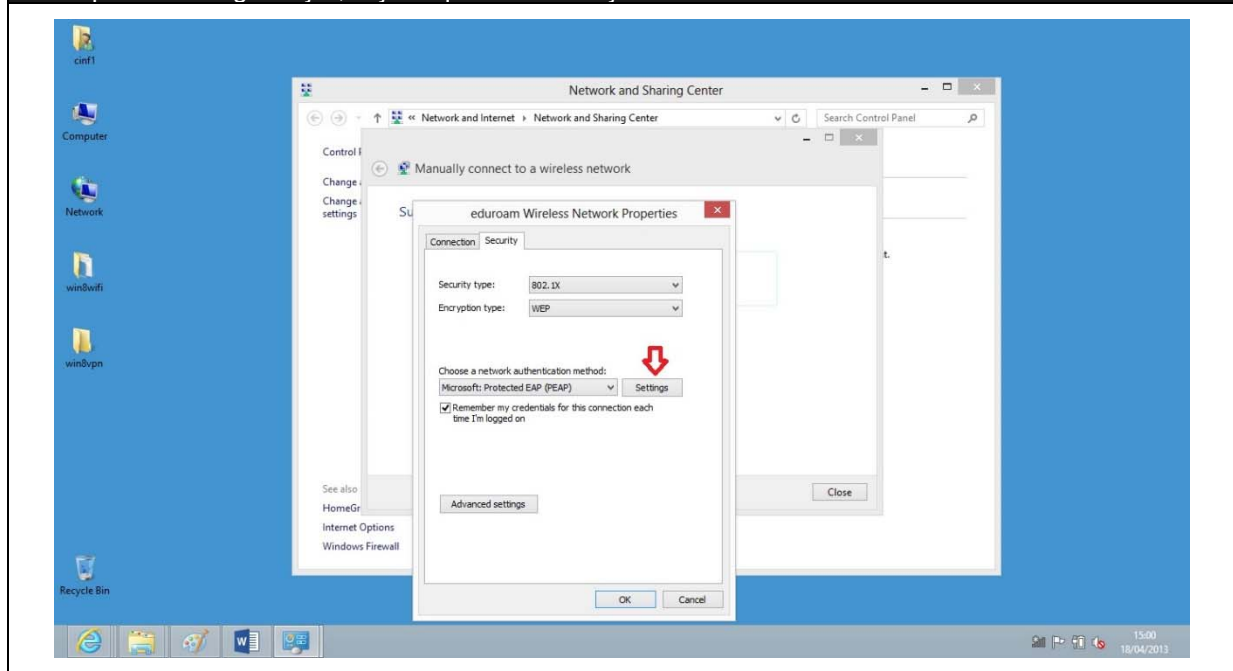 cinf1
Computer
Network
win8wifi
win8vpn
Recycle Bin
Network and Sharing Center
« Network and Internet ▸ Network and Sharing Center
Search Control Panel
Control
Change
Change
settings
See also
HomeGr
Internet Options
Windows Firewall
Manually connect to a wireless network
Su
t.
Close
eduroam Wireless Network Properties
Connection Security
Security type: 802.1X
Encryption type: WEP
Choose a network authentication method:
Microsoft: Protected EAP (PEAP) Settings
Remember my credentials for this connection each
time I'm logged on
Advanced settings
OK Cancel
15:00
18/04/2013